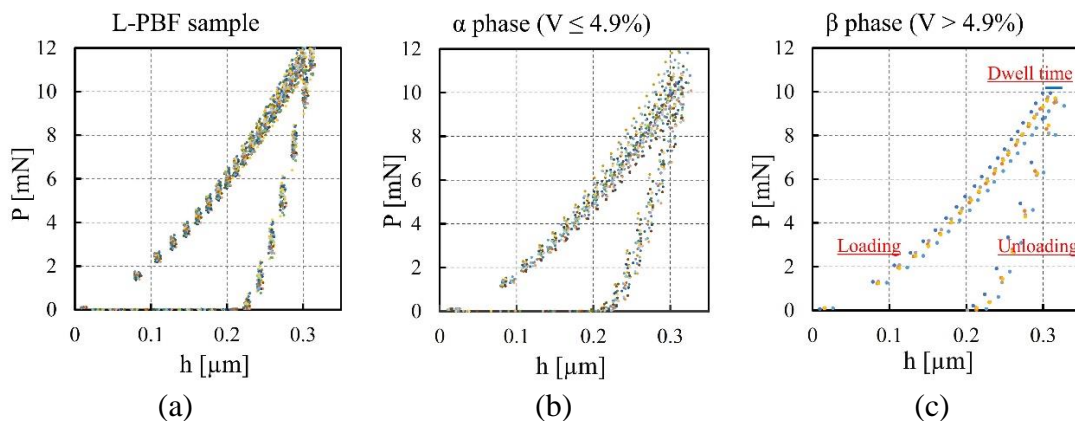 L-PBF sample
12
10
8
6
4
2
0
P [mN]
0
0.1
0.2
0.3
h [µm]
(a)
α phase (V ≤ 4.9%)
12
10
8
6
4
2
0
P [mN]
0
0.1
0.2
0.3
h [µm]
(b)
β phase (V > 4.9%)
Dwell time
Loading
Unloading
12
10
8
6
4
2
0
P [mN]
0
0.1
0.2
0.3
h [µm]
(c)